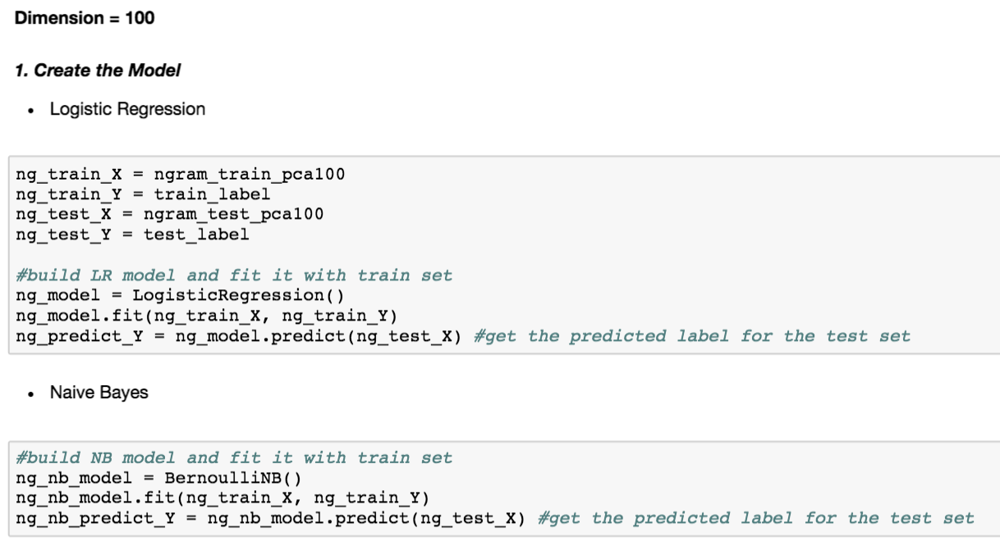 Dimension = 100
1. Create the Model
• Logistic Regression
ng_train_X = ngram_train_pca100
ng_train_Y = train_label
ng_test_X = ngram_test_pca100
ng_test_Y = test_label
#build LR model and fit it with train set
ng_model = LogisticRegression()
ng_model.fit(ng_train_X, ng_train_Y)
ng_predict_Y = ng_model.predict(ng_test_X) #get the predicted label for the test set
• Naive Bayes
#build NB model and fit it with train set
ng_nb_model = BernoulliNB()
ng_nb_model.fit(ng_train_X, ng_train_Y)
ng_nb_predict_Y = ng_nb_model.predict(ng_test_X) #get the predicted label for the test set